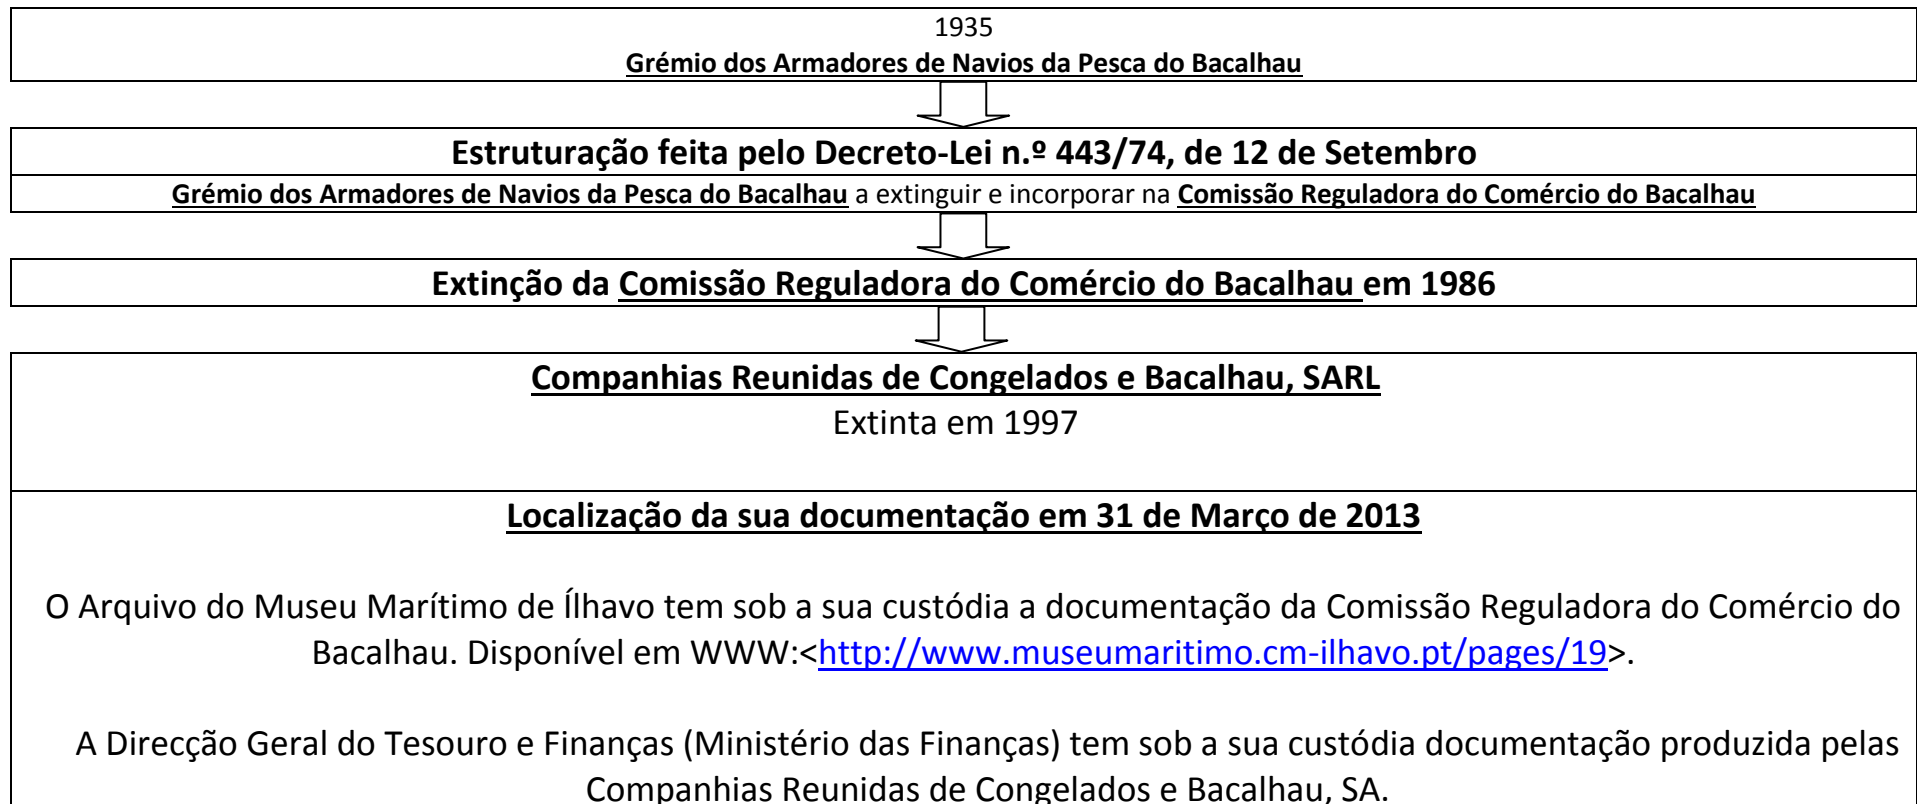 1935
Grémio dos Armadores de Navios da Pesca do Bacalhau
Estruturação feita pelo Decreto-Lei n.º 443/74, de 12 de Setembro
Grémio dos Armadores de Navios da Pesca do Bacalhau a extinguir e incorporar na Comissão Reguladora do Comércio do Bacalhau
Extinção da Comissão Reguladora do Comércio do Bacalhau em 1986
Companhias Reunidas de Congelados e Bacalhau, SARL
Extinta em 1997
Localização da sua documentação em 31 de Março de 2013
O Arquivo do Museu Marítimo de Ílhavo tem sob a sua custódia a documentação da Comissão Reguladora do Comércio do
Bacalhau. Disponível em WWW:<http://www.museumaritimo.cm-ilhavo.pt/pages/19>.
A Direcção Geral do Tesouro e Finanças (Ministério das Finanças) tem sob a sua custódia documentação produzida pelas
Companhias Reunidas de Congelados e Bacalhau, SA.